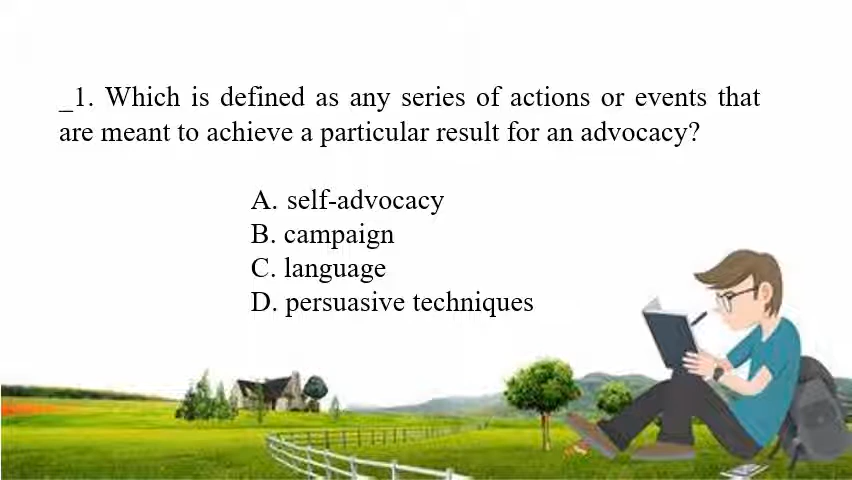 _1. Which is defined as any series of actions or events that
are meant to achieve a particular result for an advocacy?
A. self-advocacy
B. campaign
C. language
D. persuasive techniques